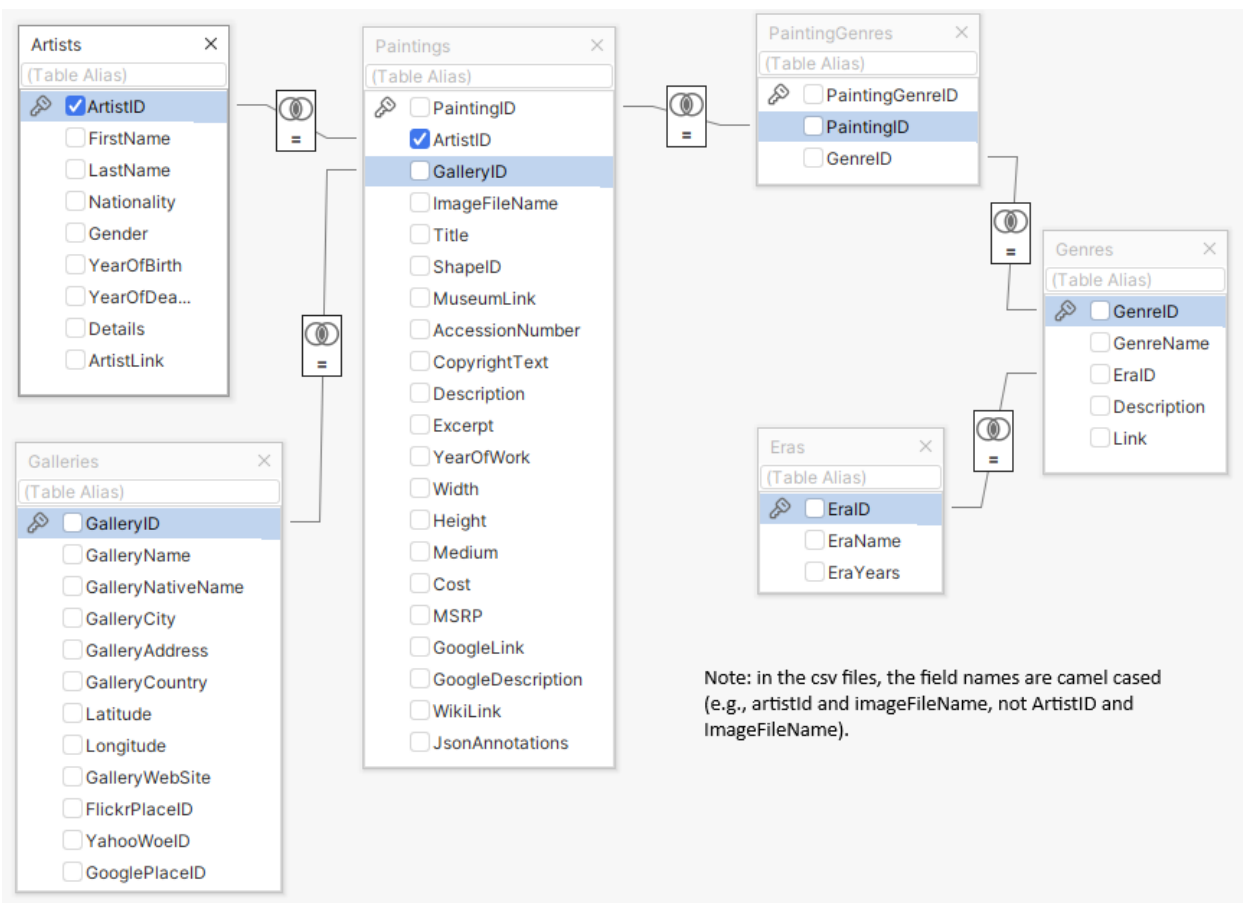 Artists ×
(Table Alias)
ArtistID
FirstName
LastName
Nationality
Gender
YearOfBirth
YearOfDea...
Details
ArtistLink
=
Paintings ×
(Table Alias)
PaintingID
ArtistID
GalleryID
ImageFileName
Title
ShapeID
MuseumLink
AccessionNumber
CopyrightText
Description
Excerpt
YearOfWork
Width
Height
Medium
Cost
MSRP
GoogleLink
GoogleDescription
WikiLink
JsonAnnotations
=
PaintingGenres ×
(Table Alias)
PaintingGenreID
PaintingID
GenreID
=
Genres ×
(Table Alias)
GenreID
GenreName
EraID
Description
Link
=
Galleries ×
(Table Alias)
GalleryID
GalleryName
GalleryNativeName
GalleryCity
GalleryAddress
GalleryCountry
Latitude
Longitude
GalleryWebSite
FlickrPlaceID
YahooWoeID
GooglePlaceID
=
Eras ×
(Table Alias)
EraID
EraName
EraYears
Note: in the csv files, the field names are camel cased
(e.g., artistId and imageFileName, not ArtistID and
ImageFileName).